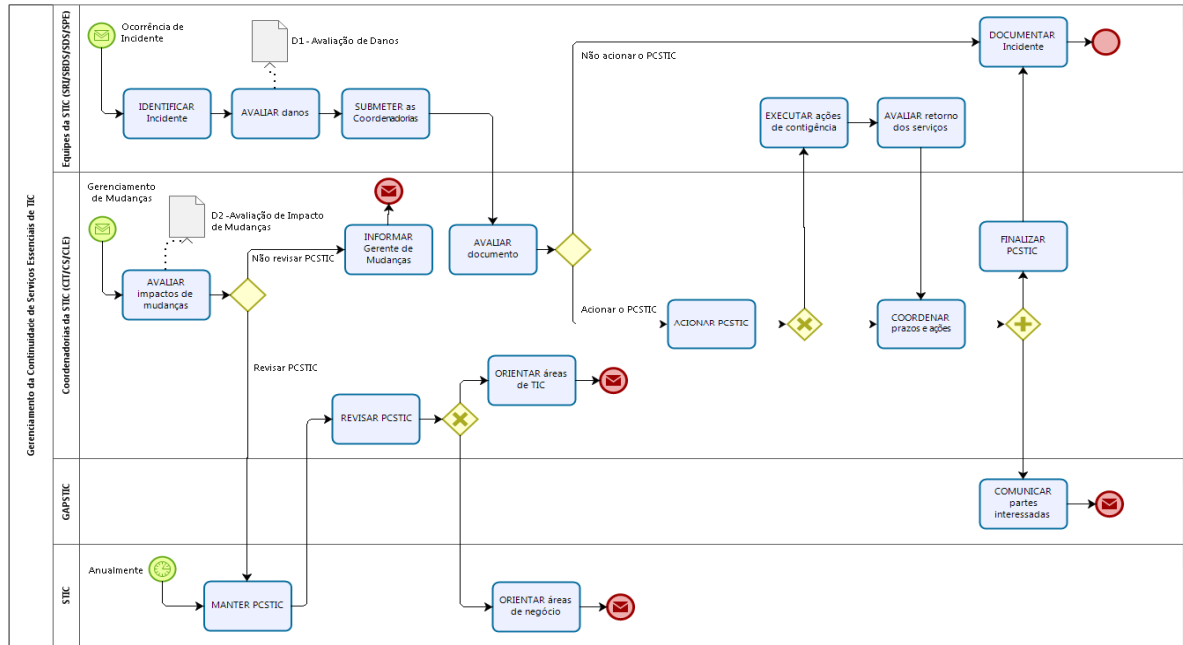 Gerenciamento da Continuidade de Serviços Essenciais de TIC
Equipes da STIC (SRI/SBDS/SDS/SPE)
Ocorrência de
Incidente
D1 - Avaliação de Danos
IDENTIFICAR
Incidente
AVALIAR danos
SUBMETER as
Coordenadorias
Não acionar o PCSTIC
EXECUTAR ações
de contigência
AVALIAR retorno
dos serviços
DOCUMENTAR
Incidente
Coordenadorias da STIC (CIT/CS/CLE)
Gerenciamento
de Mudanças
D2 -Avaliação de Impacto
de Mudanças
AVALIAR
impactos de
mudanças
Não revisar PCSTIC
INFORMAR
Gerente de
Mudanças
AVALIAR
documento
Acionar o PCSTIC
ACIONAR PCSTIC
COORDENAR
prazos e ações
FINALIZAR
PCSTIC
Revisar PCSTIC
REVISAR PCSTIC
ORIENTAR áreas
de TIC
GAPSTIC
COMUNICAR
partes
interessadas
STIC
Anualmente
MANTER PCSTIC
ORIENTAR áreas
de negócio